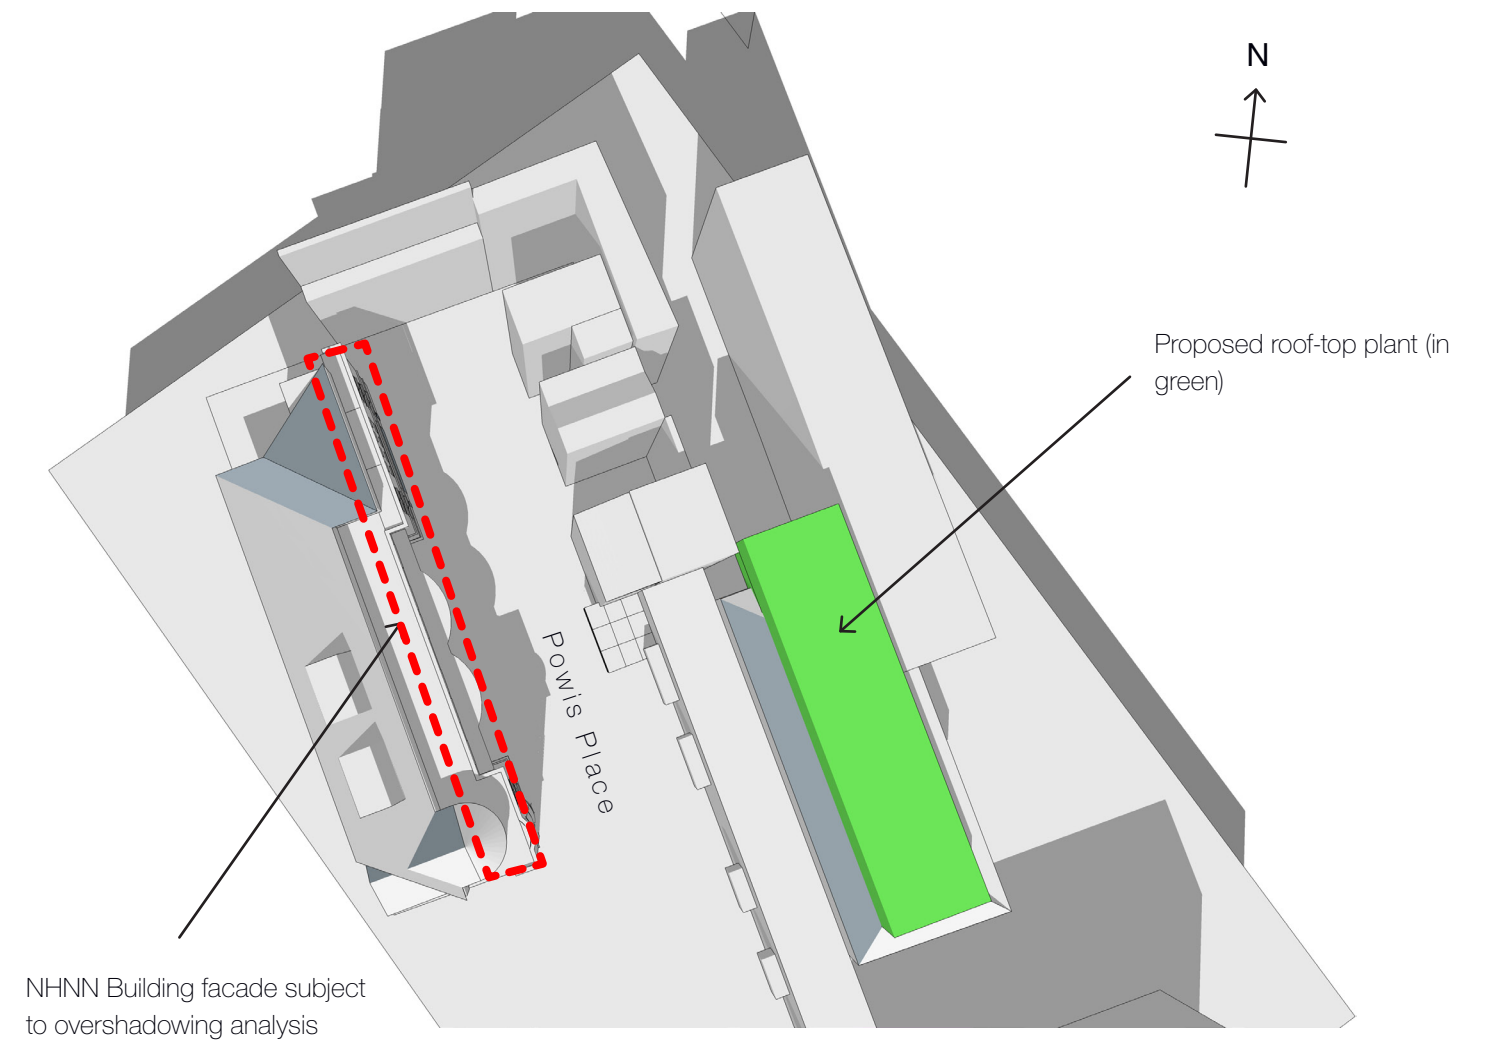 N
Proposed roof-top plant (in
green)
Powis Place
NHNN Building facade subject
to overshadowing analysis